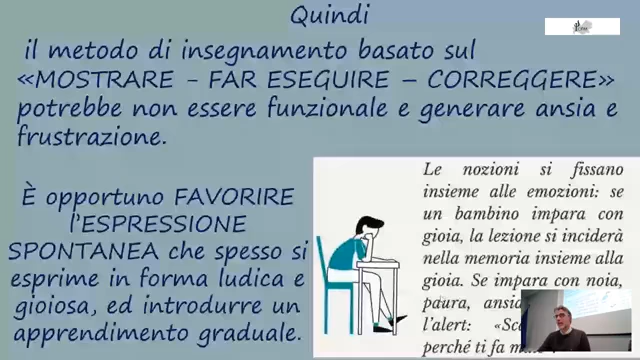 Quindi
il metodo di insegnamento basato sul
«MOSTRARE - FAR ESEGUIRE – CORREGGERE»
potrebbe non essere funzionale e generare ansia e
frustrazione.
È opportuno FAVORIRE
l'ESPRESSIONE
SPONTANEA che spesso si
esprime in forma ludica e
gioiosa, ed introdurre un
apprendimento graduale.
Le nozioni si fissano
insieme alle emozioni: se
un bambino impara con
gioia, la lezione si inciderà
nella memoria insieme alla
gioia. Se impara con noia,
paura,
l'alert:
perché ti fa